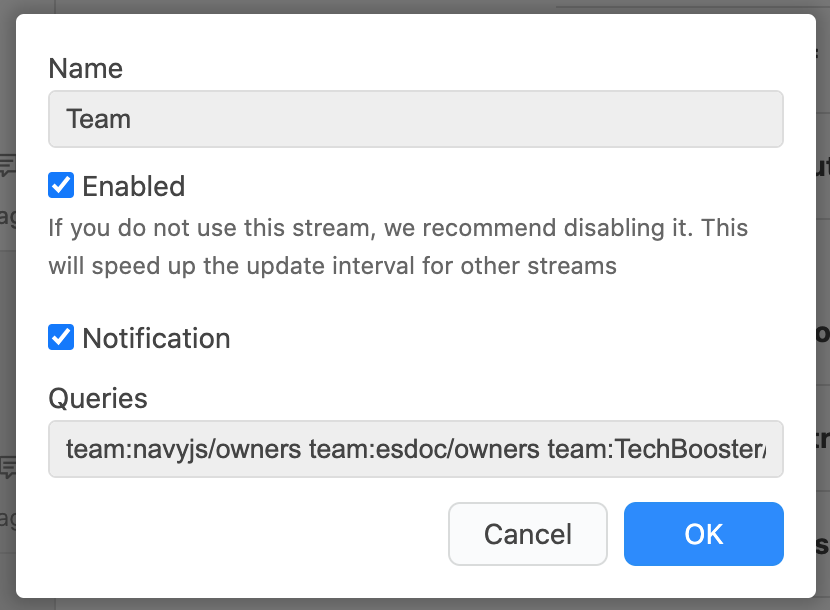 Name
Team
Enabled
If you do not use this stream, we recommend disabling it. This
will speed up the update interval for other streams
Notification
Queries
team:navyjs/owners team:esdoc/owners team:TechBooster/
Cancel
OK